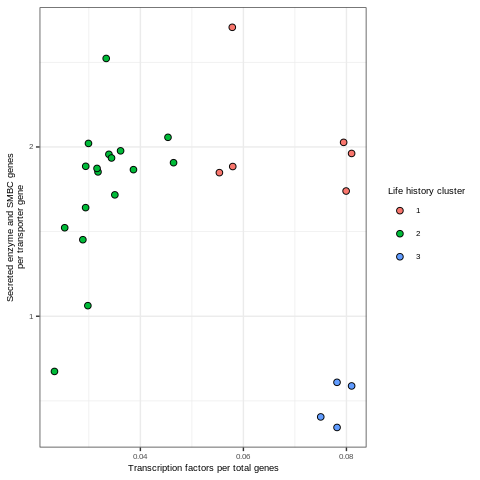 Secreted enzyme and SMBC genes
per transporter gene
2
1
0.04
0.06
0.08
Transcription factors per total genes
Life history cluster
1
2
3